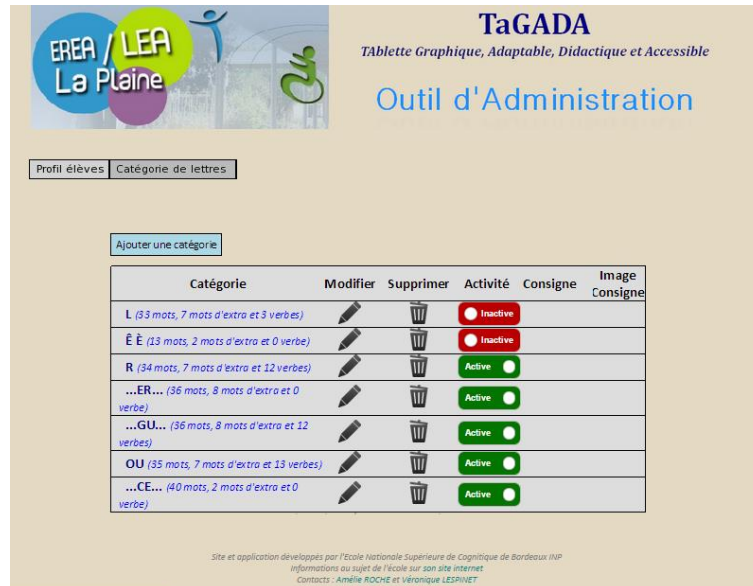 EREA / LEA
La Plaine
TaGADA
TAblette Graphique, Adaptable, Didactique et Accessible
Outil d'Administration
Profil élèves Catégorie de lettres
Ajouter une catégorie
Catégorie Modifier Supprimer Activité Consigne Image Consigne
L (33 mots, 7 mots d'extra et 3 verbes) Inactive
Ê È (13 mots, 2 mots d'extra et 0 verbe) Inactive
R (34 mots, 7 mots d'extra et 12 verbes) Active
...ER... (36 mots, 8 mots d'extra et 0
verbe) Active
...GU... (36 mots, 8 mots d'extra et 12
verbes) Active
OU (35 mots, 7 mots d'extra et 13 verbes) Active
...CE... (40 mots, 2 mots d'extra et 0
verbe) Active
Site et application développés par l'Ecole Nationale Supérieure de Cognitique de Bordeaux INP
Informations au sujet de l'école sur son site internet
Contacts : Amélie ROCHE et Véronique LESPINET